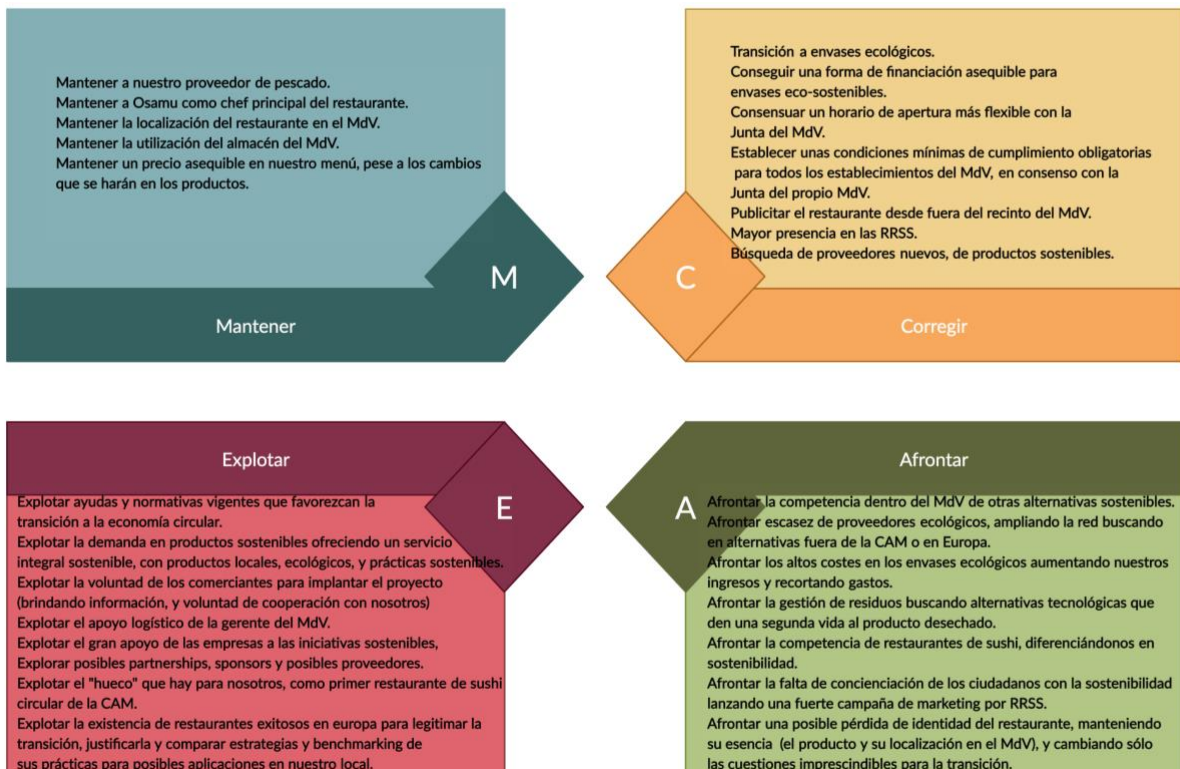 Mantener a nuestro proveedor de pescado.
Mantener a Osamu como chef principal del restaurante.
Mantener la localización del restaurante en el MdV.
Mantener la utilización del almacén del MdV.
Mantener un precio asequible en nuestro menú, pese a los cambios
que se harán en los productos.
M
Mantener
Transición a envases ecológicos.
Conseguir una forma de financiación asequible para
envases eco-sostenibles.
Consensuar un horario de apertura más flexible con la
Junta del MdV.
Establecer unas condiciones mínimas de cumplimiento obligatorias
para todos los establecimientos del MdV, en consenso con la
Junta del propio MdV.
Publicitar el restaurante desde fuera del recinto del MdV.
Mayor presencia en las RRSS.
Búsqueda de proveedores nuevos, de productos sostenibles.
C
Corregir
Explotar
E
Explotar ayudas y normativas vigentes que favorezcan la
transición a la economía circular.
Explotar la demanda en productos sostenibles ofreciendo un servicio
integral sostenible, con productos locales, ecológicos, y prácticas sostenibles.
Explotar la voluntad de los comerciantes para implantar el proyecto
(brindando información, y voluntad de cooperación con nosotros)
Explotar el apoyo logístico de la gerente del MdV.
Explotar el gran apoyo de las empresas a las iniciativas sostenibles,
Explorar posibles partnerships, sponsors y posibles proveedores.
Explotar el "hueco" que hay para nosotros, como primer restaurante de sushi
circular de la CAM.
Explotar la existencia de restaurantes exitosos en europa para legitimar la
transición, justificarla y comparar estrategias y benchmarking de
sus prácticas para posibles aplicaciones en nuestro local.
Afrontar
A
Afrontar la competencia dentro del MdV de otras alternativas sostenibles.
Afrontar escasez de proveedores ecológicos, ampliando la red buscando
en alternativas fuera de la CAM o en Europa.
Afrontar los altos costes en los envases ecológicos aumentando nuestros
ingresos y recortando gastos.
Afrontar la gestión de residuos buscando alternativas tecnológicas que
den una segunda vida al producto desechado.
Afrontar la competencia de restaurantes de sushi, diferenciándonos en
sostenibilidad.
Afrontar la falta de concienciación de los ciudadanos con la sostenibilidad
lanzando una fuerte campaña de marketing por RRSS.
Afrontar una posible pérdida de identidad del restaurante, manteniendo
su esencia (el producto y su localización en el MdV), y cambiando sólo
las cuestiones imprescindibles para la transición.